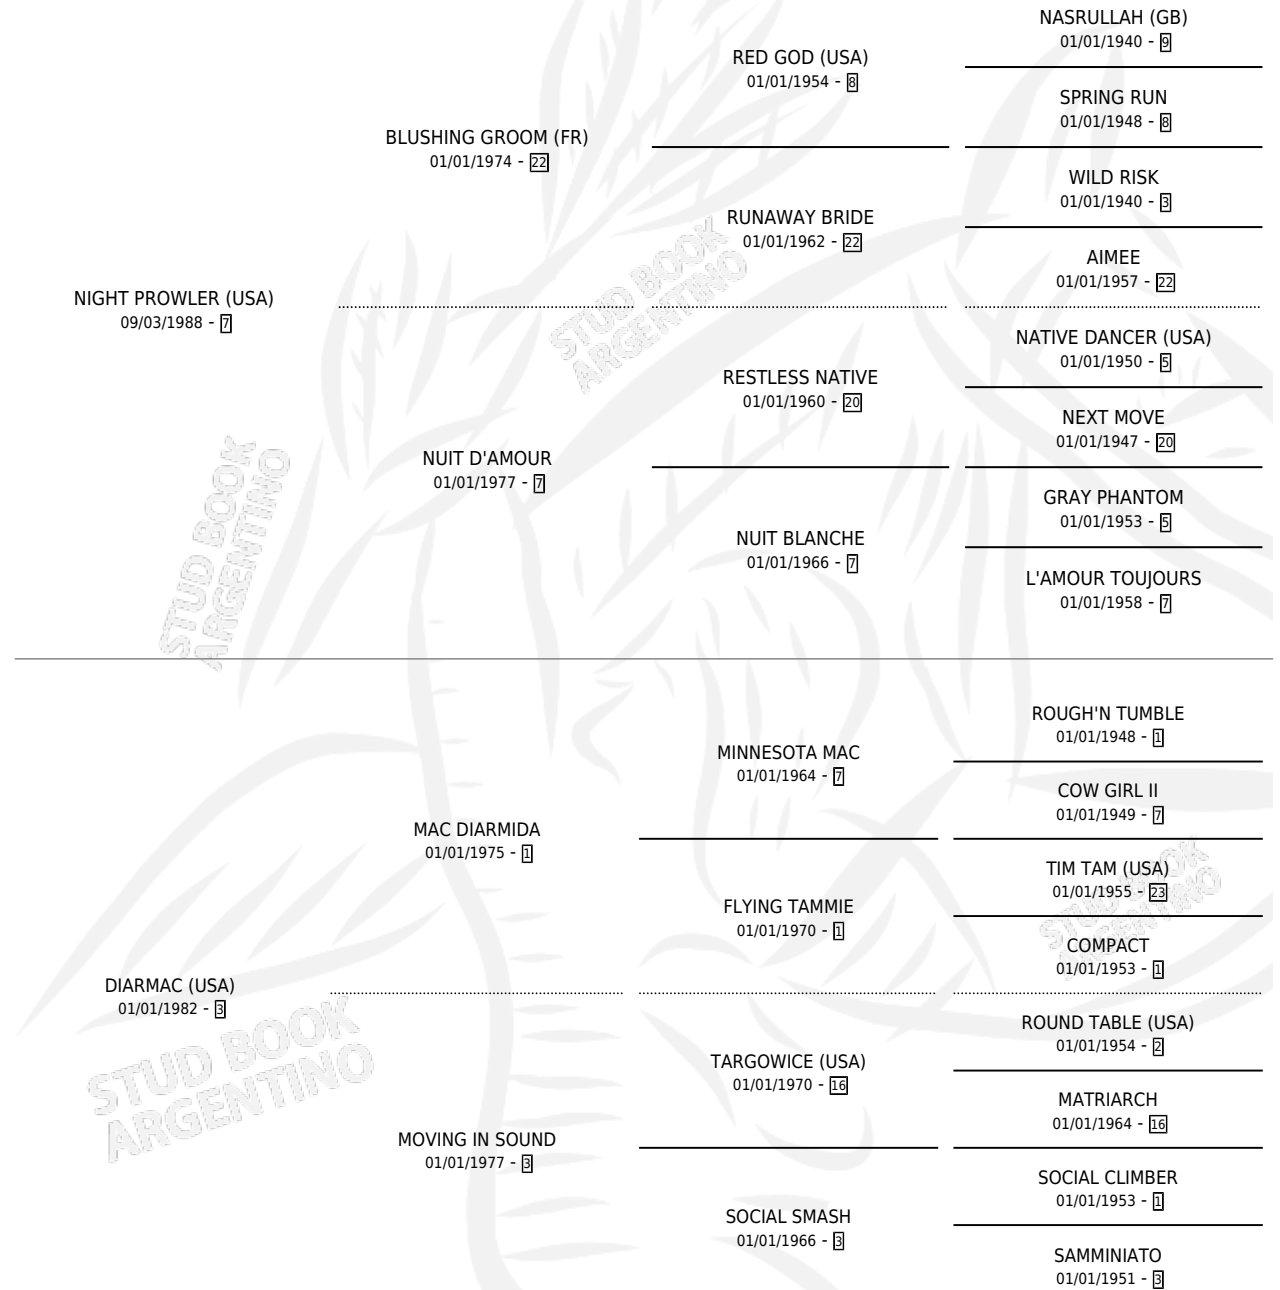 NASRULLAH (GB)
01/01/1940 - 9
RED GOD (USA)
01/01/1954 - 8
SPRING RUN
01/01/1948 - 8
BLUSHING GROOM (FR)
01/01/1974 - 22
WILD RISK
01/01/1940 - 3
RUNAWAY BRIDE
01/01/1962 - 22
AIMEE
01/01/1957 - 22
NIGHT PROWLER (USA)
09/03/1988 - 7
NATIVE DANCER (USA)
01/01/1950 - 5
RESTLESS NATIVE
01/01/1960 - 20
NEXT MOVE
01/01/1947 - 20
NUIT D'AMOUR
01/01/1977 - 7
GRAY PHANTOM
01/01/1953 - 5
NUIT BLANCHE
01/01/1966 - 7
L'AMOUR TOUJOURS
01/01/1958 - 7
ROUGH'N TUMBLE
01/01/1948 - 1
MINNESOTA MAC
01/01/1964 - 7
COW GIRL II
01/01/1949 - 7
MAC DIARMIDA
01/01/1975 - 1
TIM TAM (USA)
01/01/1955 - 23
FLYING TAMMIE
01/01/1970 - 1
COMPACT
01/01/1953 - 1
DIARMAC (USA)
01/01/1982 - 3
ROUND TABLE (USA)
01/01/1954 - 2
TARGOWICE (USA)
01/01/1970 - 16
MATRIARCH
01/01/1964 - 16
MOVING IN SOUND
01/01/1977 - 3
SOCIAL CLIMBER
01/01/1953 - 1
SOCIAL SMASH
01/01/1966 - 3
SAMMINIATO
01/01/1951 - 3
STUD BOOK
ARGENTINO
STUD BOOK
ARGENTINO
STUD BOOK
ARGENTINO
STUD BOOK
ARGENTINO